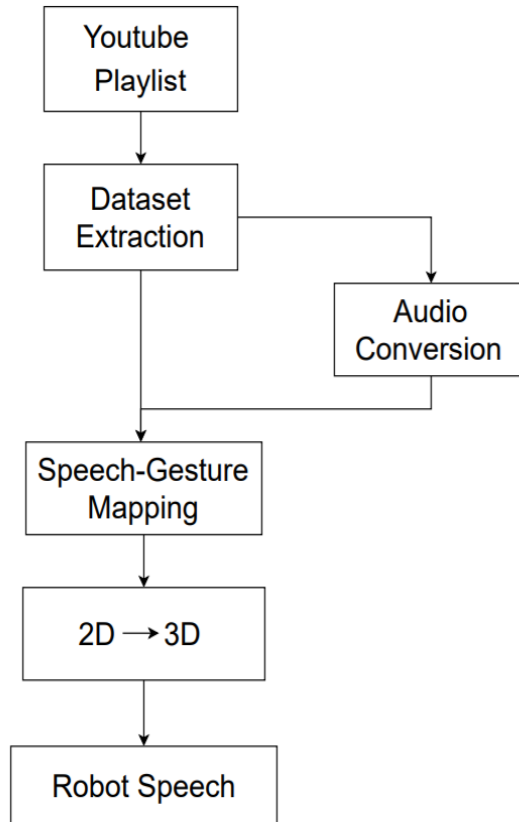 Youtube
Playlist
Dataset
Extraction
Audio
Conversion
Speech-Gesture
Mapping
2D → 3D
Robot Speech